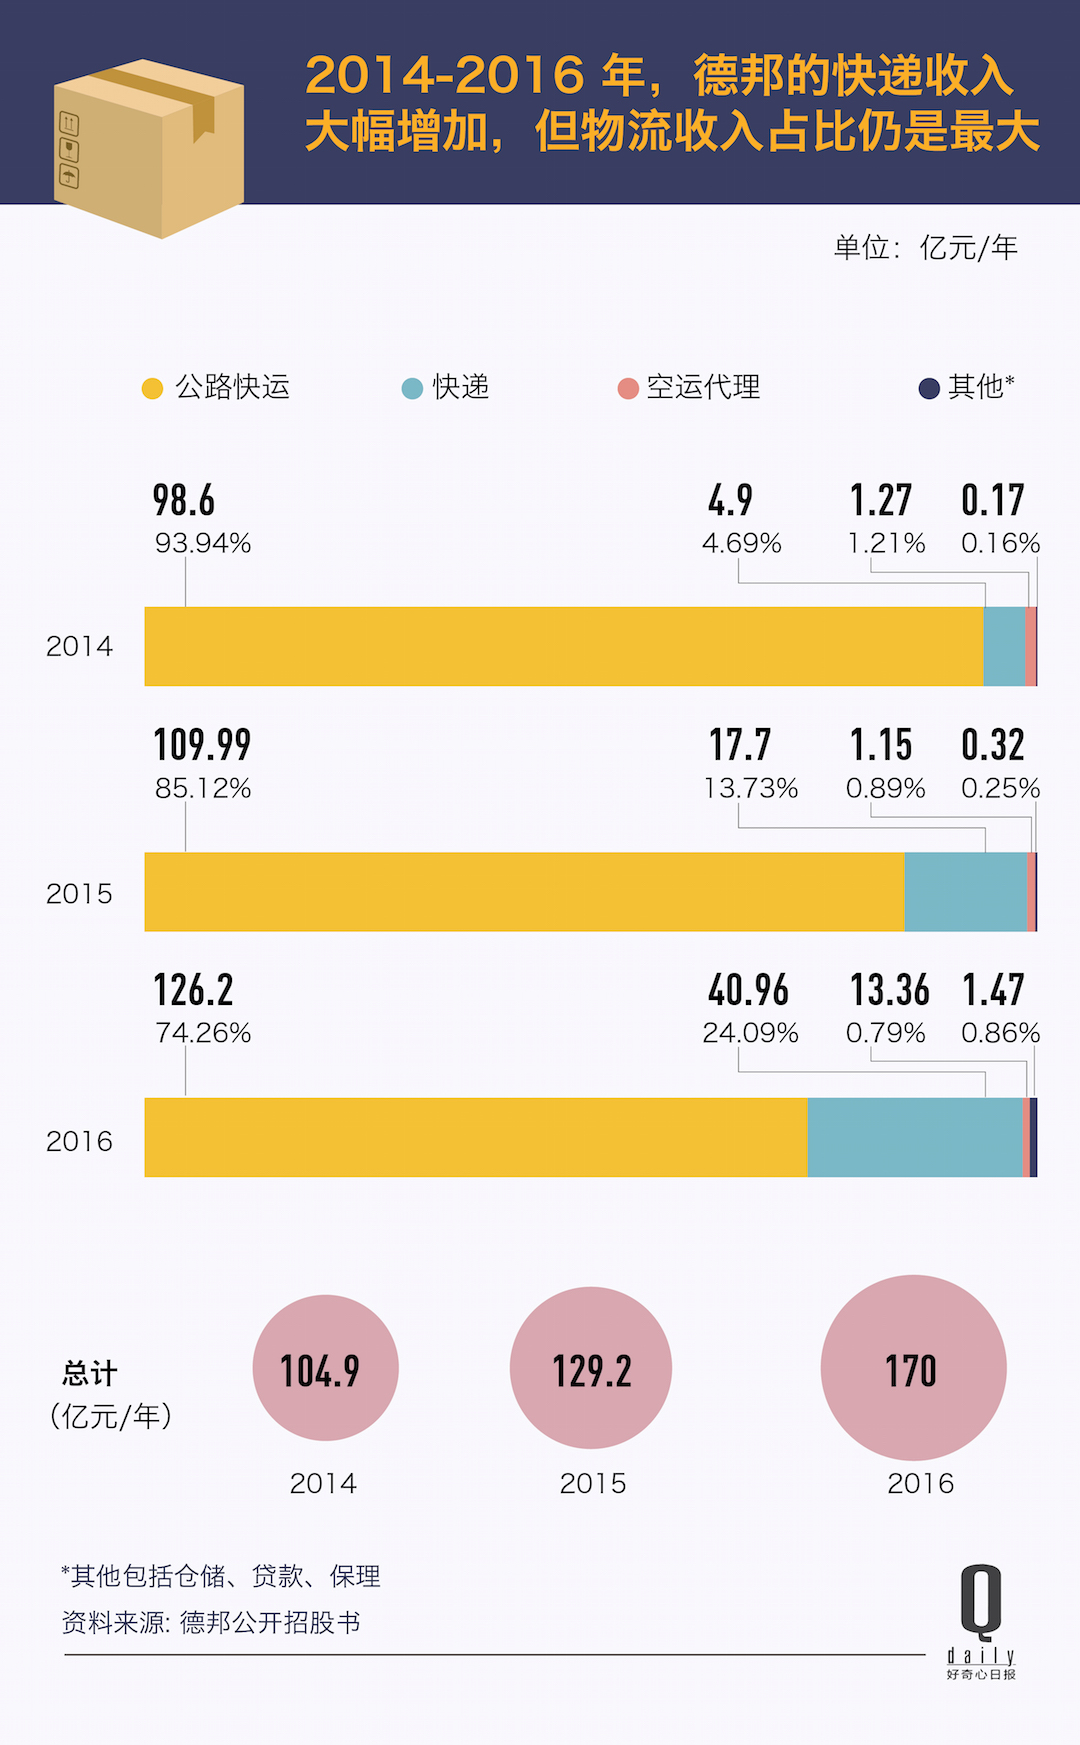 2014-2016 年，德邦的快递收入
大幅增加，但物流收入占比仍是最大
单位：亿元/年
公路快运 快递 空运代理 其他*
98.6 4.9 1.27 0.17
93.94% 4.69% 1.21% 0.16%
2014
109.99 17.7 1.15 0.32
85.12% 13.73% 0.89% 0.25%
2015
126.2 40.96 13.36 1.47
74.26% 24.09% 0.79% 0.86%
2016
总计
（亿元/年）
104.9 129.2 170
2014 2015 2016
*其他包括仓储、贷款、保理
资料来源: 德邦公开招股书
Q
daily
好奇心日报